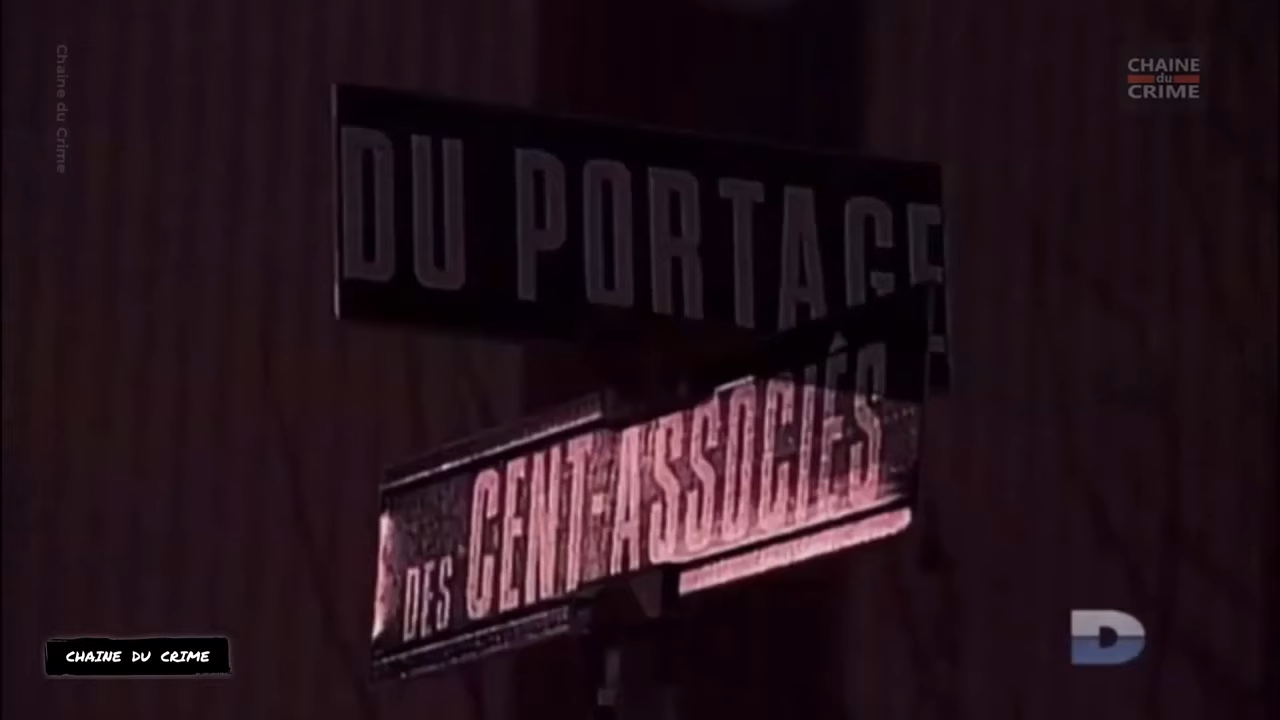 Chaine du Crime
CHAINE
du
CRIME
DU PORTAGE
DES CENT-ASSOCIÉS
CHAINE DU CRIME
D